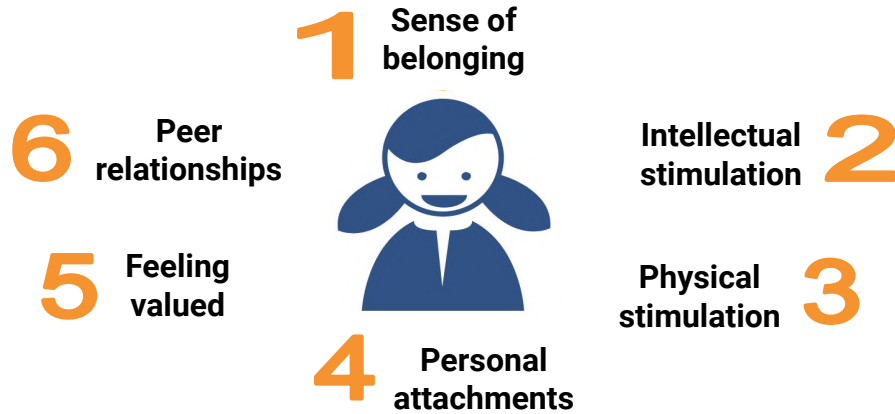 1 Sense of
belonging
2 Intellectual
stimulation
3 Physical
stimulation
4 Personal
attachments
5 Feeling
valued
6 Peer
relationships